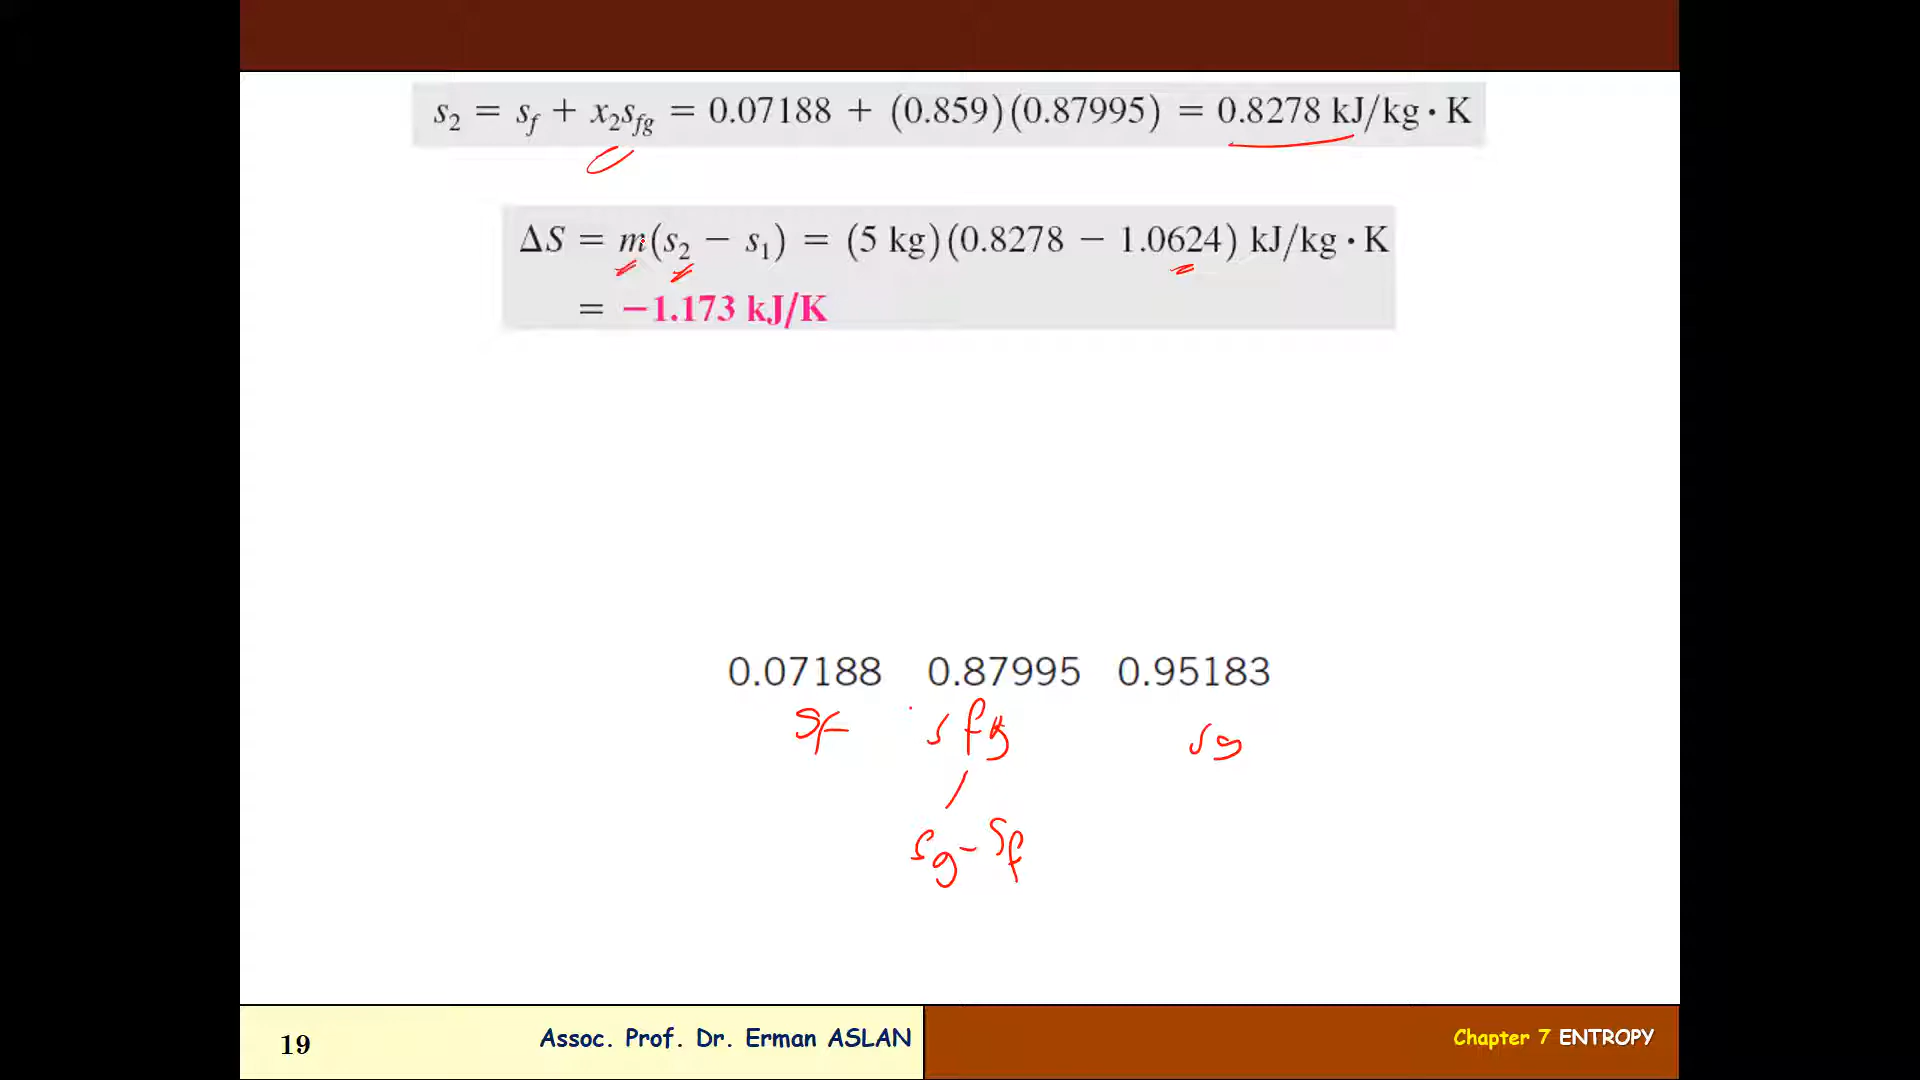 s₂ = s_f + x₂s_fg = 0.07188 + (0.859)(0.87995) = 0.8278 kJ/kg · K
ΔS = m(s₂ − s₁) = (5 kg)(0.8278 − 1.0624) kJ/kg · K
= −1.173 kJ/K
0.07188 0.87995 0.95183
sf sfg sg
sg-sf
19 Assoc. Prof. Dr. Erman ASLAN Chapter 7 ENTROPY